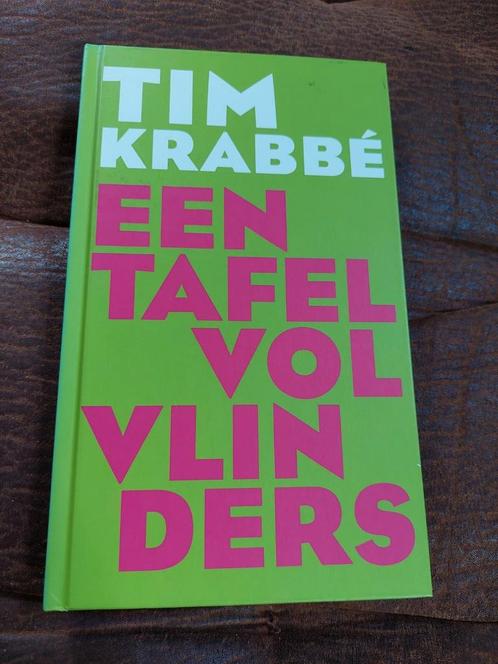 TIM
KRABBÉ
EEN
TAFEL
VOL
VLIN
DERS